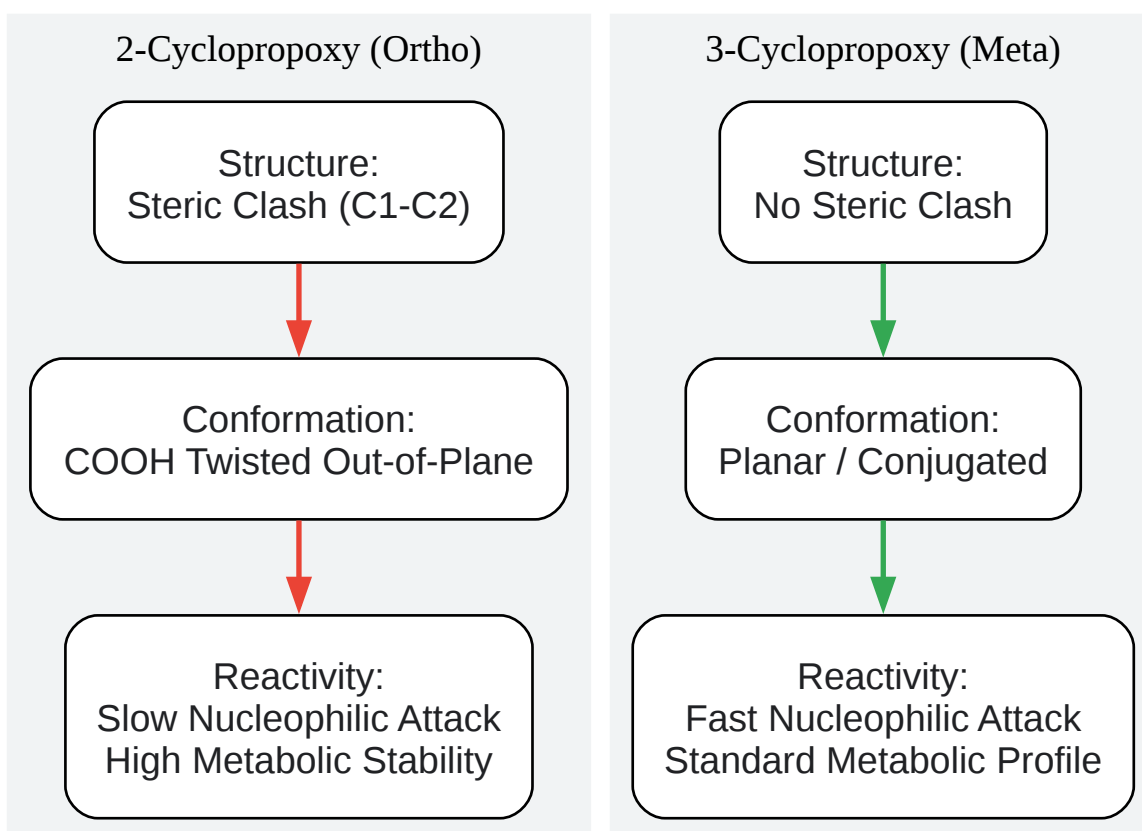 2-Cyclopropoxy (Ortho)
Structure:
Steric Clash (C1-C2)
Conformation:
COOH Twisted Out-of-Plane
Reactivity:
Slow Nucleophilic Attack
High Metabolic Stability
3-Cyclopropoxy (Meta)
Structure:
No Steric Clash
Conformation:
Planar / Conjugated
Reactivity:
Fast Nucleophilic Attack
Standard Metabolic Profile